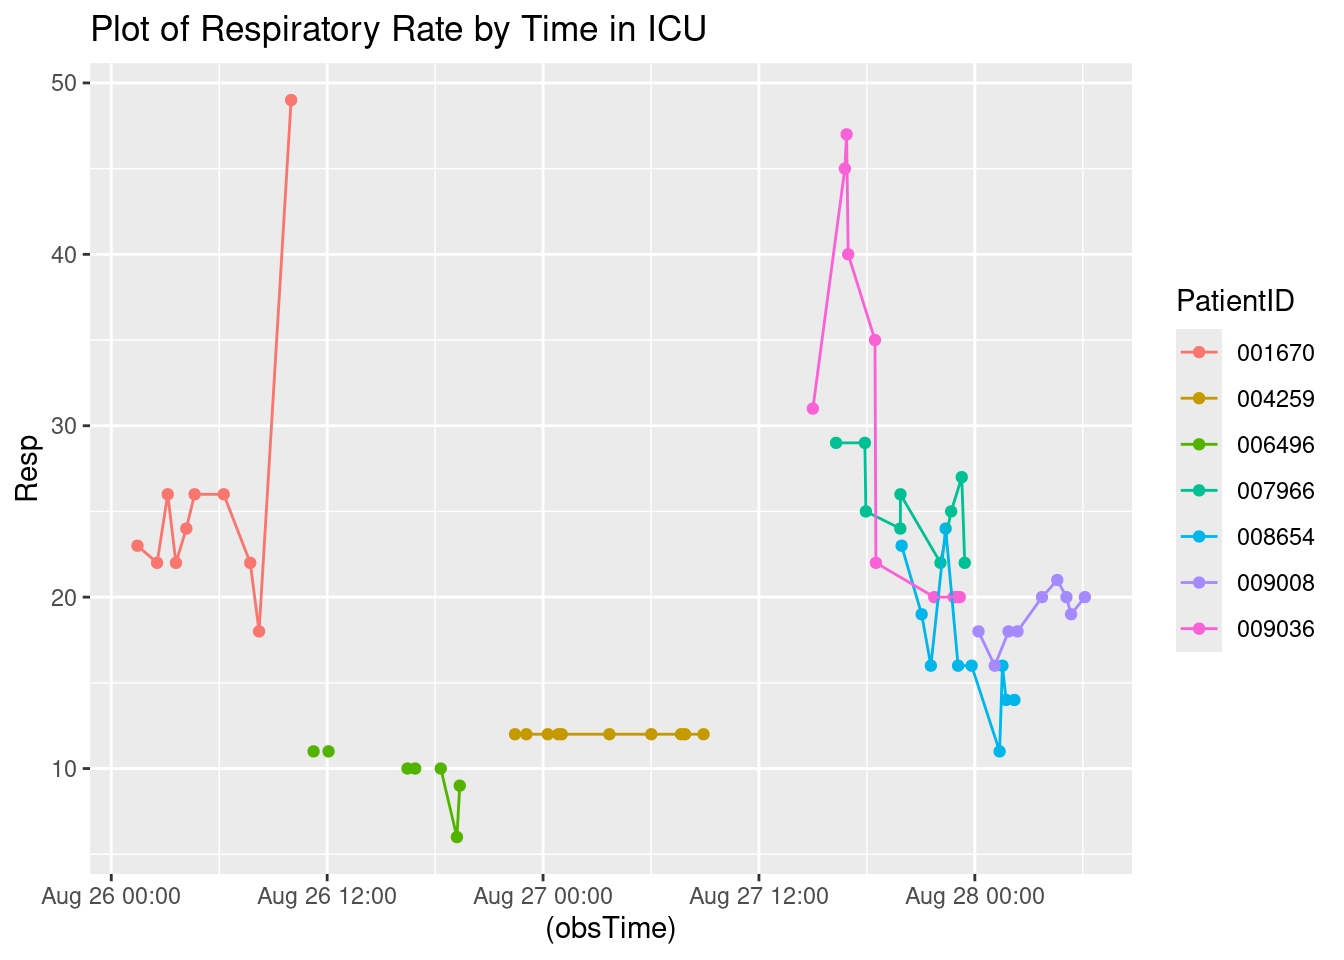 Plot of Respiratory Rate by Time in ICU
50
40
30
20
10
Resp
Aug 26 00:00
Aug 26 12:00
Aug 27 00:00
Aug 27 12:00
Aug 28 00:00
(obsTime)
PatientID
001670
004259
006496
007966
008654
009008
009036